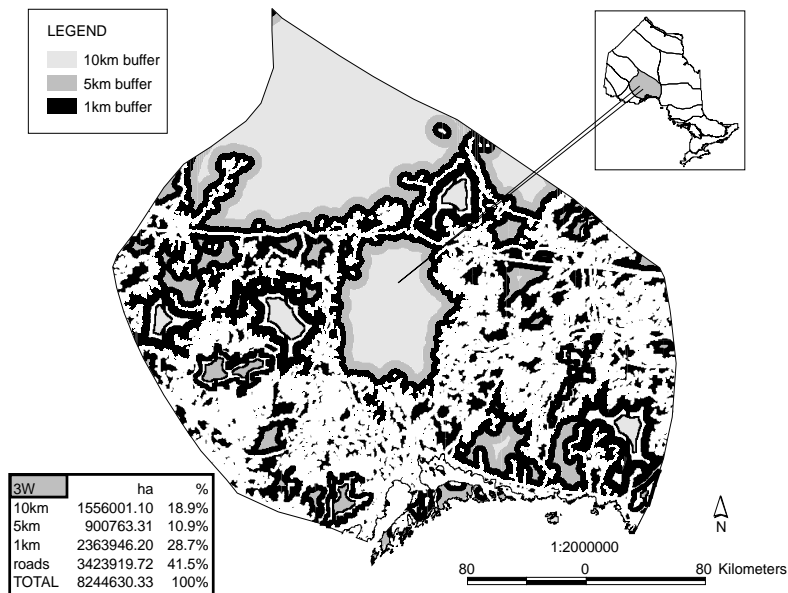 LEGEND
10km buffer
5km buffer
1km buffer
3W ha %
10km 1556001.10 18.9%
5km 900763.31 10.9%
1km 2363946.20 28.7%
roads 3423919.72 41.5%
TOTAL 8244630.33 100%
N
1:2000000
80 0 80 Kilometers